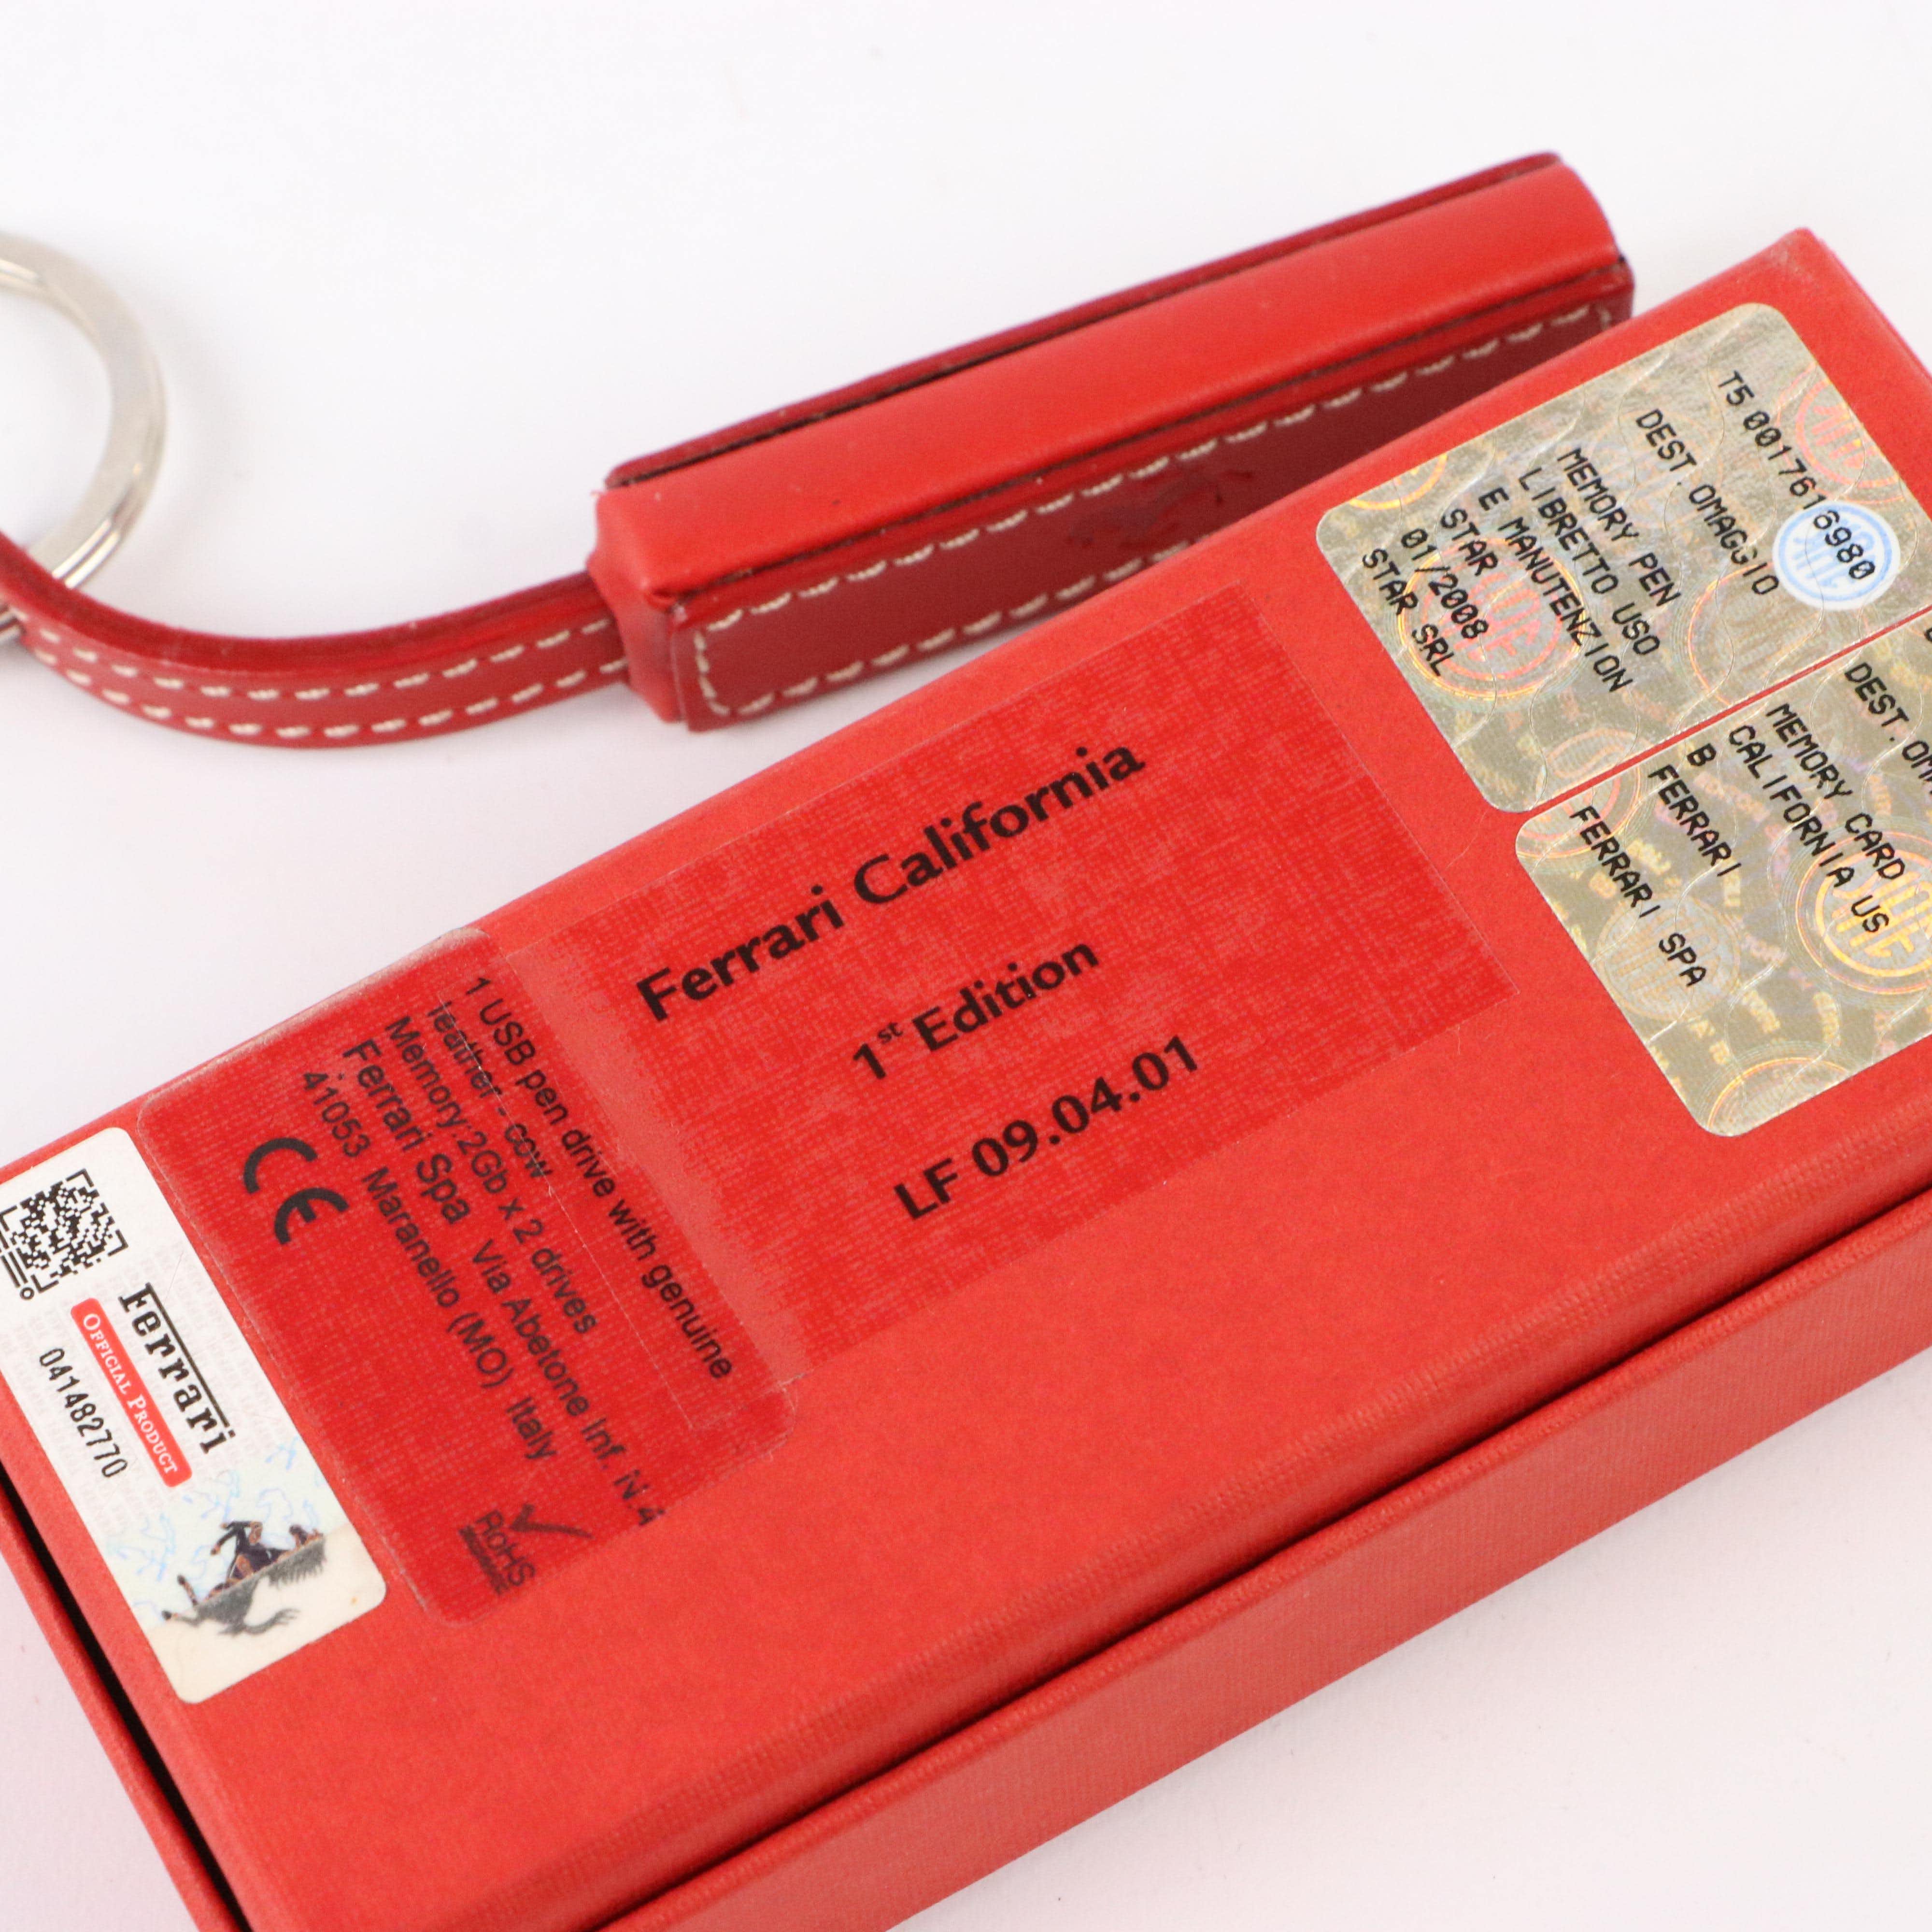 Ferrari California
1st Edition
LF 09.04.01
1 USB pen drive with genuine
leather - cow
Memory 2Gb x 2 drives
Ferrari Spa Via Abetone Inf. N.4
41053 Maranello (MO) Italy
CE
RoHS
Ferrari
OFFICIAL PRODUCT
041482770
T5 0017616980
DEST. OMAGGIO
MEMORY PEN
LIBRETTO USO
E MANUTENZION
STAR
01/2008
STAR SRL
DEST.
MEMORY CARD
CALIFORNIA US
B
FERRARI
FERRARI SPA